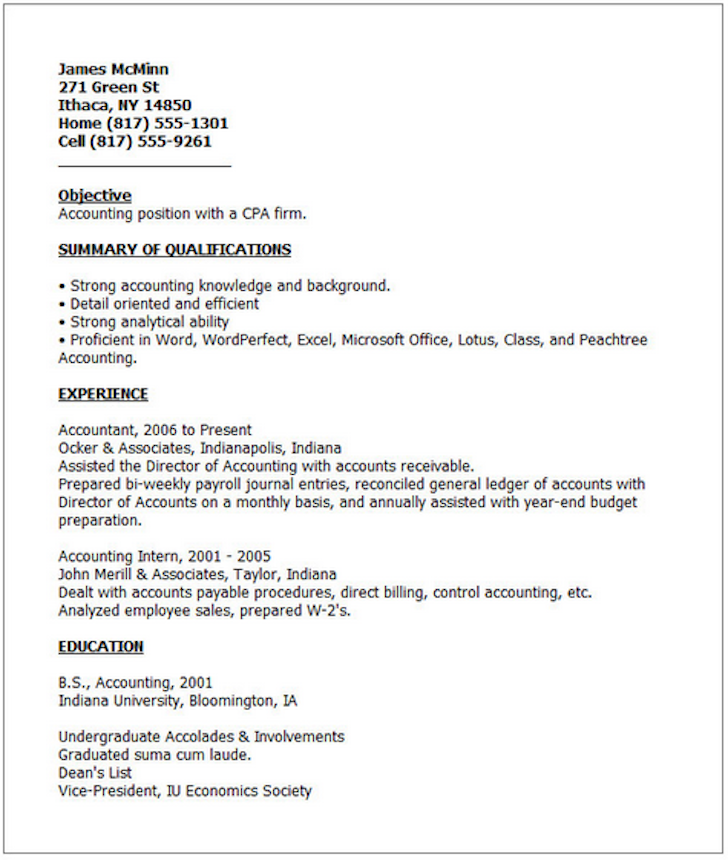 James McMinn
271 Green St
Ithaca, NY 14850
Home (817) 555-1301
Cell (817) 555-9261
Objective
Accounting position with a CPA firm.
SUMMARY OF QUALIFICATIONS
• Strong accounting knowledge and background.
• Detail oriented and efficient
• Strong analytical ability
• Proficient in Word, WordPerfect, Excel, Microsoft Office, Lotus, Class, and Peachtree
Accounting.
EXPERIENCE
Accountant, 2006 to Present
Ocker & Associates, Indianapolis, Indiana
Assisted the Director of Accounting with accounts receivable.
Prepared bi-weekly payroll journal entries, reconciled general ledger of accounts with
Director of Accounts on a monthly basis, and annually assisted with year-end budget
preparation.
Accounting Intern, 2001 - 2005
John Merill & Associates, Taylor, Indiana
Dealt with accounts payable procedures, direct billing, control accounting, etc.
Analyzed employee sales, prepared W-2's.
EDUCATION
B.S., Accounting, 2001
Indiana University, Bloomington, IA
Undergraduate Accolades & Involvements
Graduated suma cum laude.
Dean's List
Vice-President, IU Economics Society